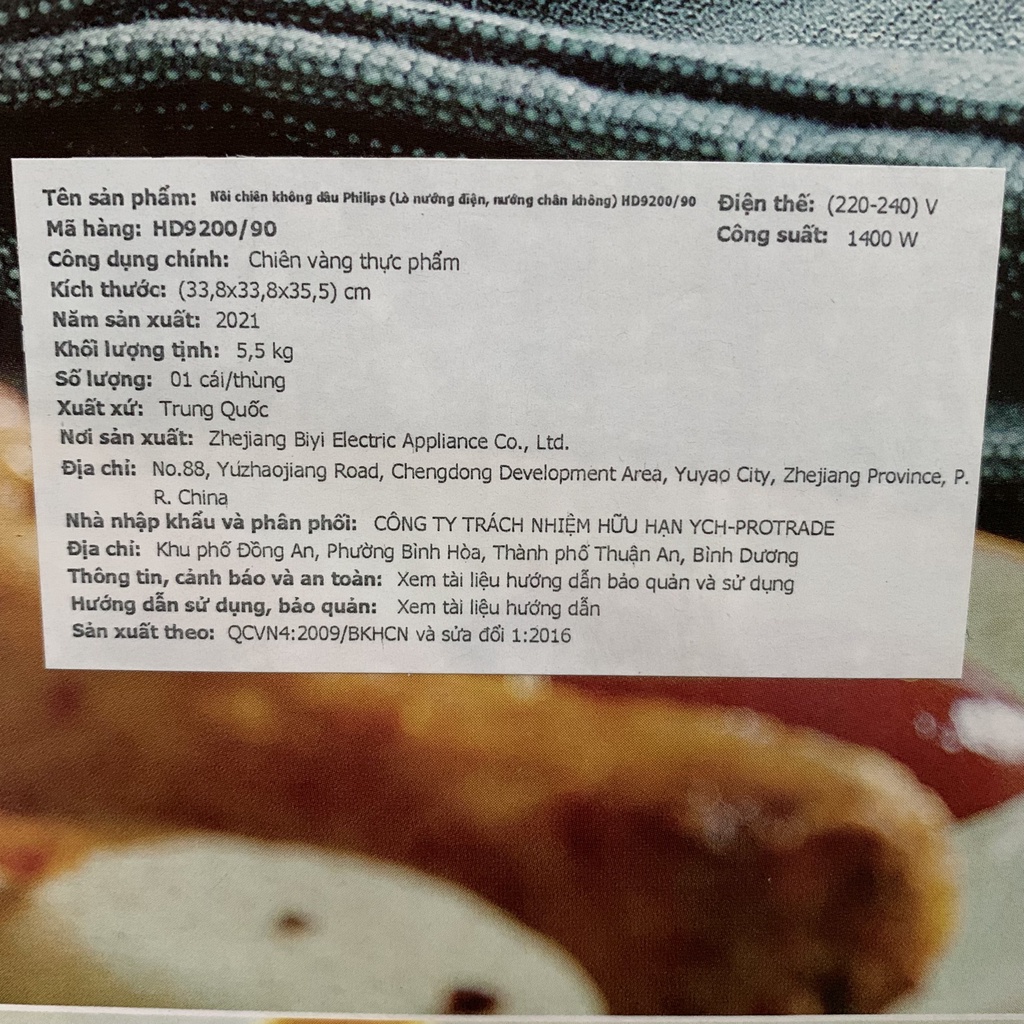 Tên sản phẩm: Nồi chiên không dầu Philips (Lò nướng điện, nướng chân không) HD9200/90 Điện thế: (220-240) V
Mã hàng: HD9200/90 Công suất: 1400 W
Công dụng chính: Chiên vàng thực phẩm
Kích thước: (33,8x33,8x35,5) cm
Năm sản xuất: 2021
Khối lượng tịnh: 5,5 kg
Số lượng: 01 cái/thùng
Xuất xứ: Trung Quốc
Nơi sản xuất: Zhejiang Biyi Electric Appliance Co., Ltd.
Địa chỉ: No.88, Yuzhaojiang Road, Chengdong Development Area, Yuyao City, Zhejiang Province, P.
R. China
Nhà nhập khẩu và phân phối: CÔNG TY TRÁCH NHIỆM HỮU HẠN YCH-PROTRADE
Địa chỉ: Khu phố Đồng An, Phường Bình Hòa, Thành phố Thuận An, Bình Dương
Thông tin, cảnh báo và an toàn: Xem tài liệu hướng dẫn bảo quản và sử dụng
Hướng dẫn sử dụng, bảo quản: Xem tài liệu hướng dẫn
Sản xuất theo: QCVN4:2009/BKHCN và sửa đổi 1:2016